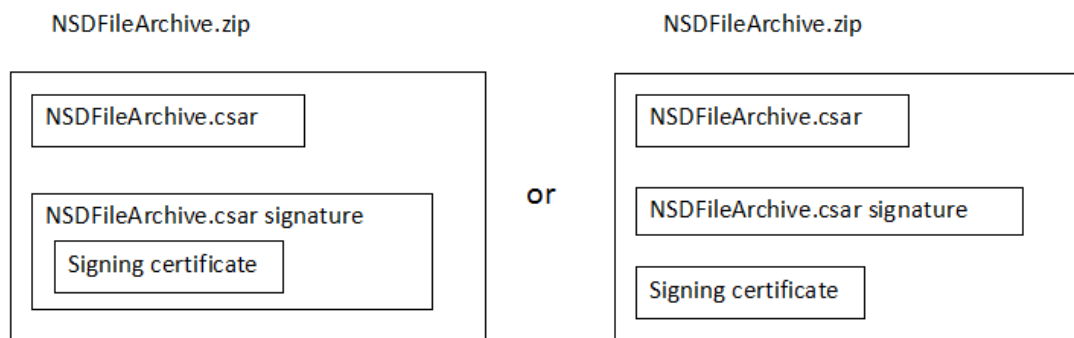 NSDFileArchive.zip
NSDFileArchive.csar
NSDFileArchive.csar signature
Signing certificate
or
NSDFileArchive.zip
NSDFileArchive.csar
NSDFileArchive.csar signature
Signing certificate